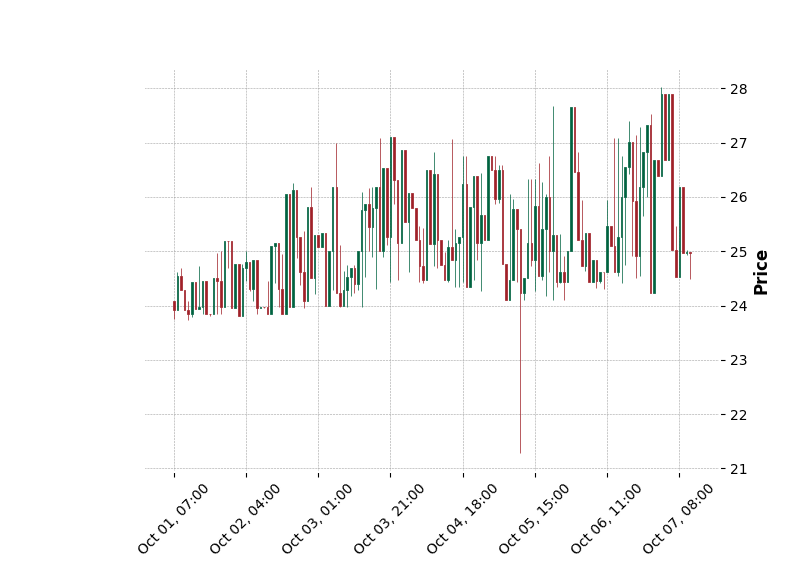 28
27
26
25
24
23
22
21
Price
Oct 01, 07:00
Oct 02, 04:00
Oct 03, 01:00
Oct 03, 21:00
Oct 04, 18:00
Oct 05, 15:00
Oct 06, 11:00
Oct 07, 08:00